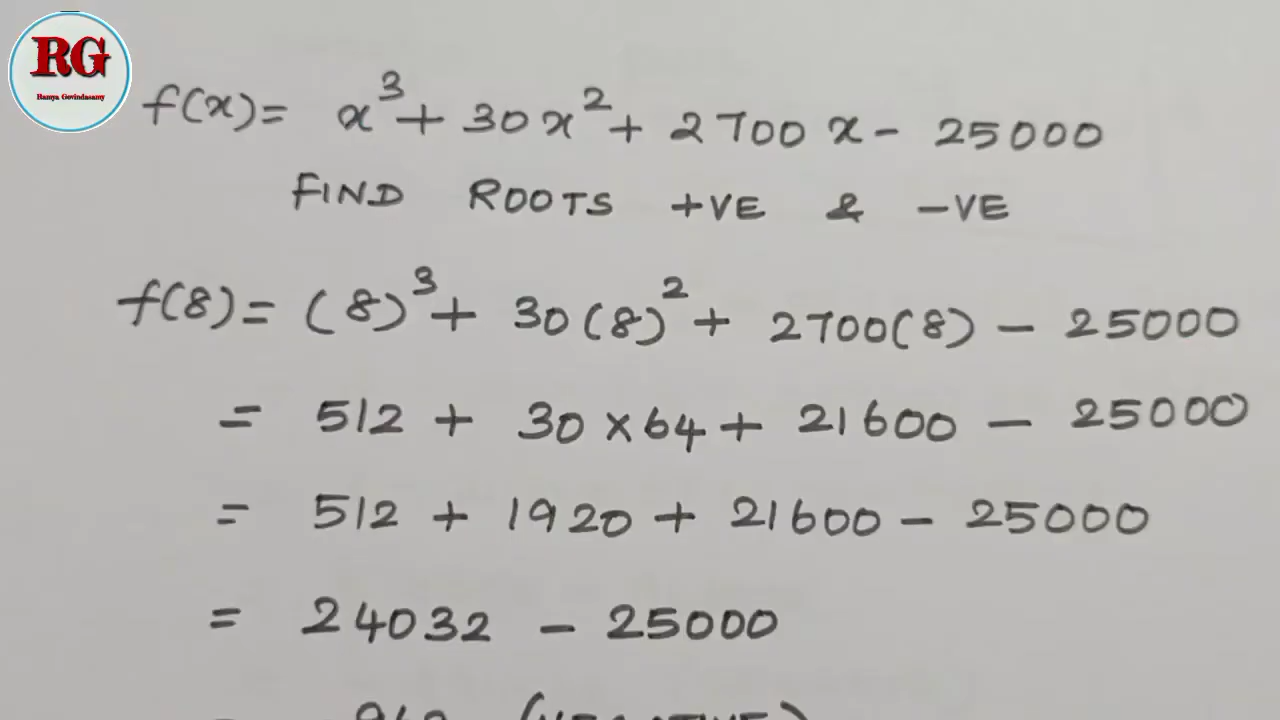 RG
Ramya Govindasamy
f(x) = x³ + 30x² + 2700x - 25000
FIND ROOTS +VE & -VE
f(8) = (8)³ + 30(8)² + 2700(8) - 25000
= 512 + 30 × 64 + 21600 - 25000
= 512 + 1920 + 21600 - 25000
= 24032 - 25000